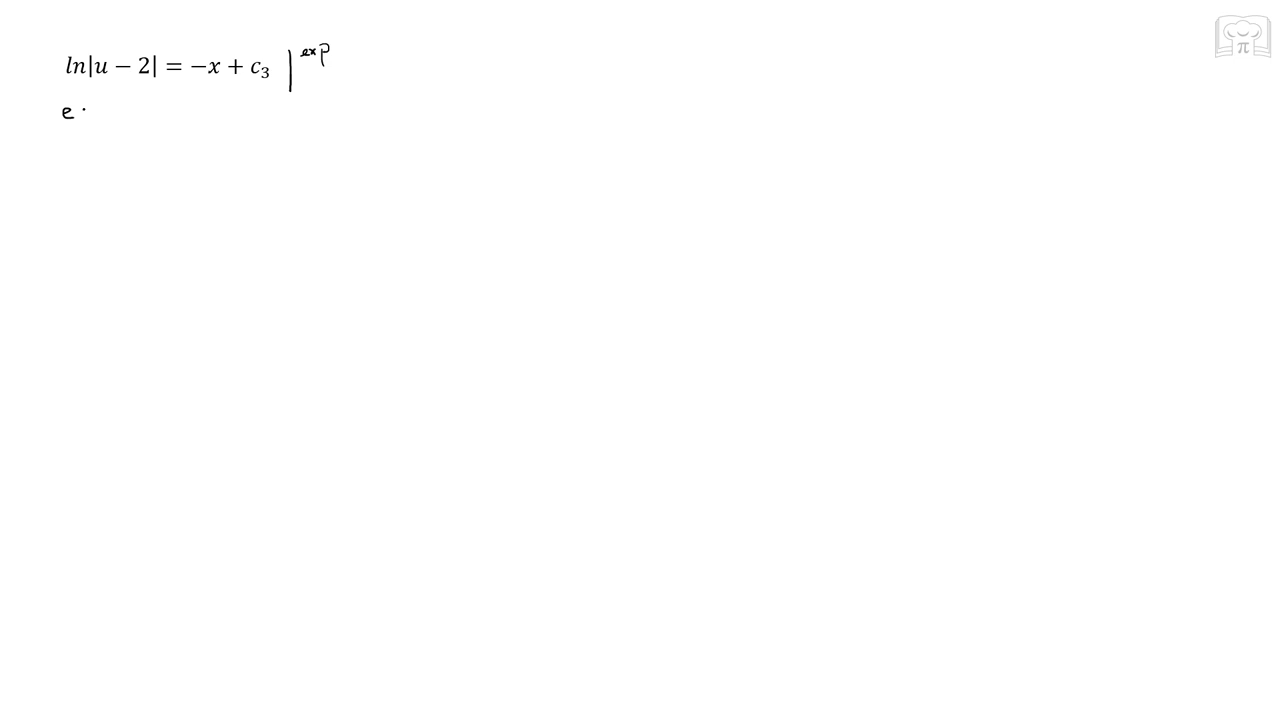 ln|u − 2| = −x + c₃ | exp
e